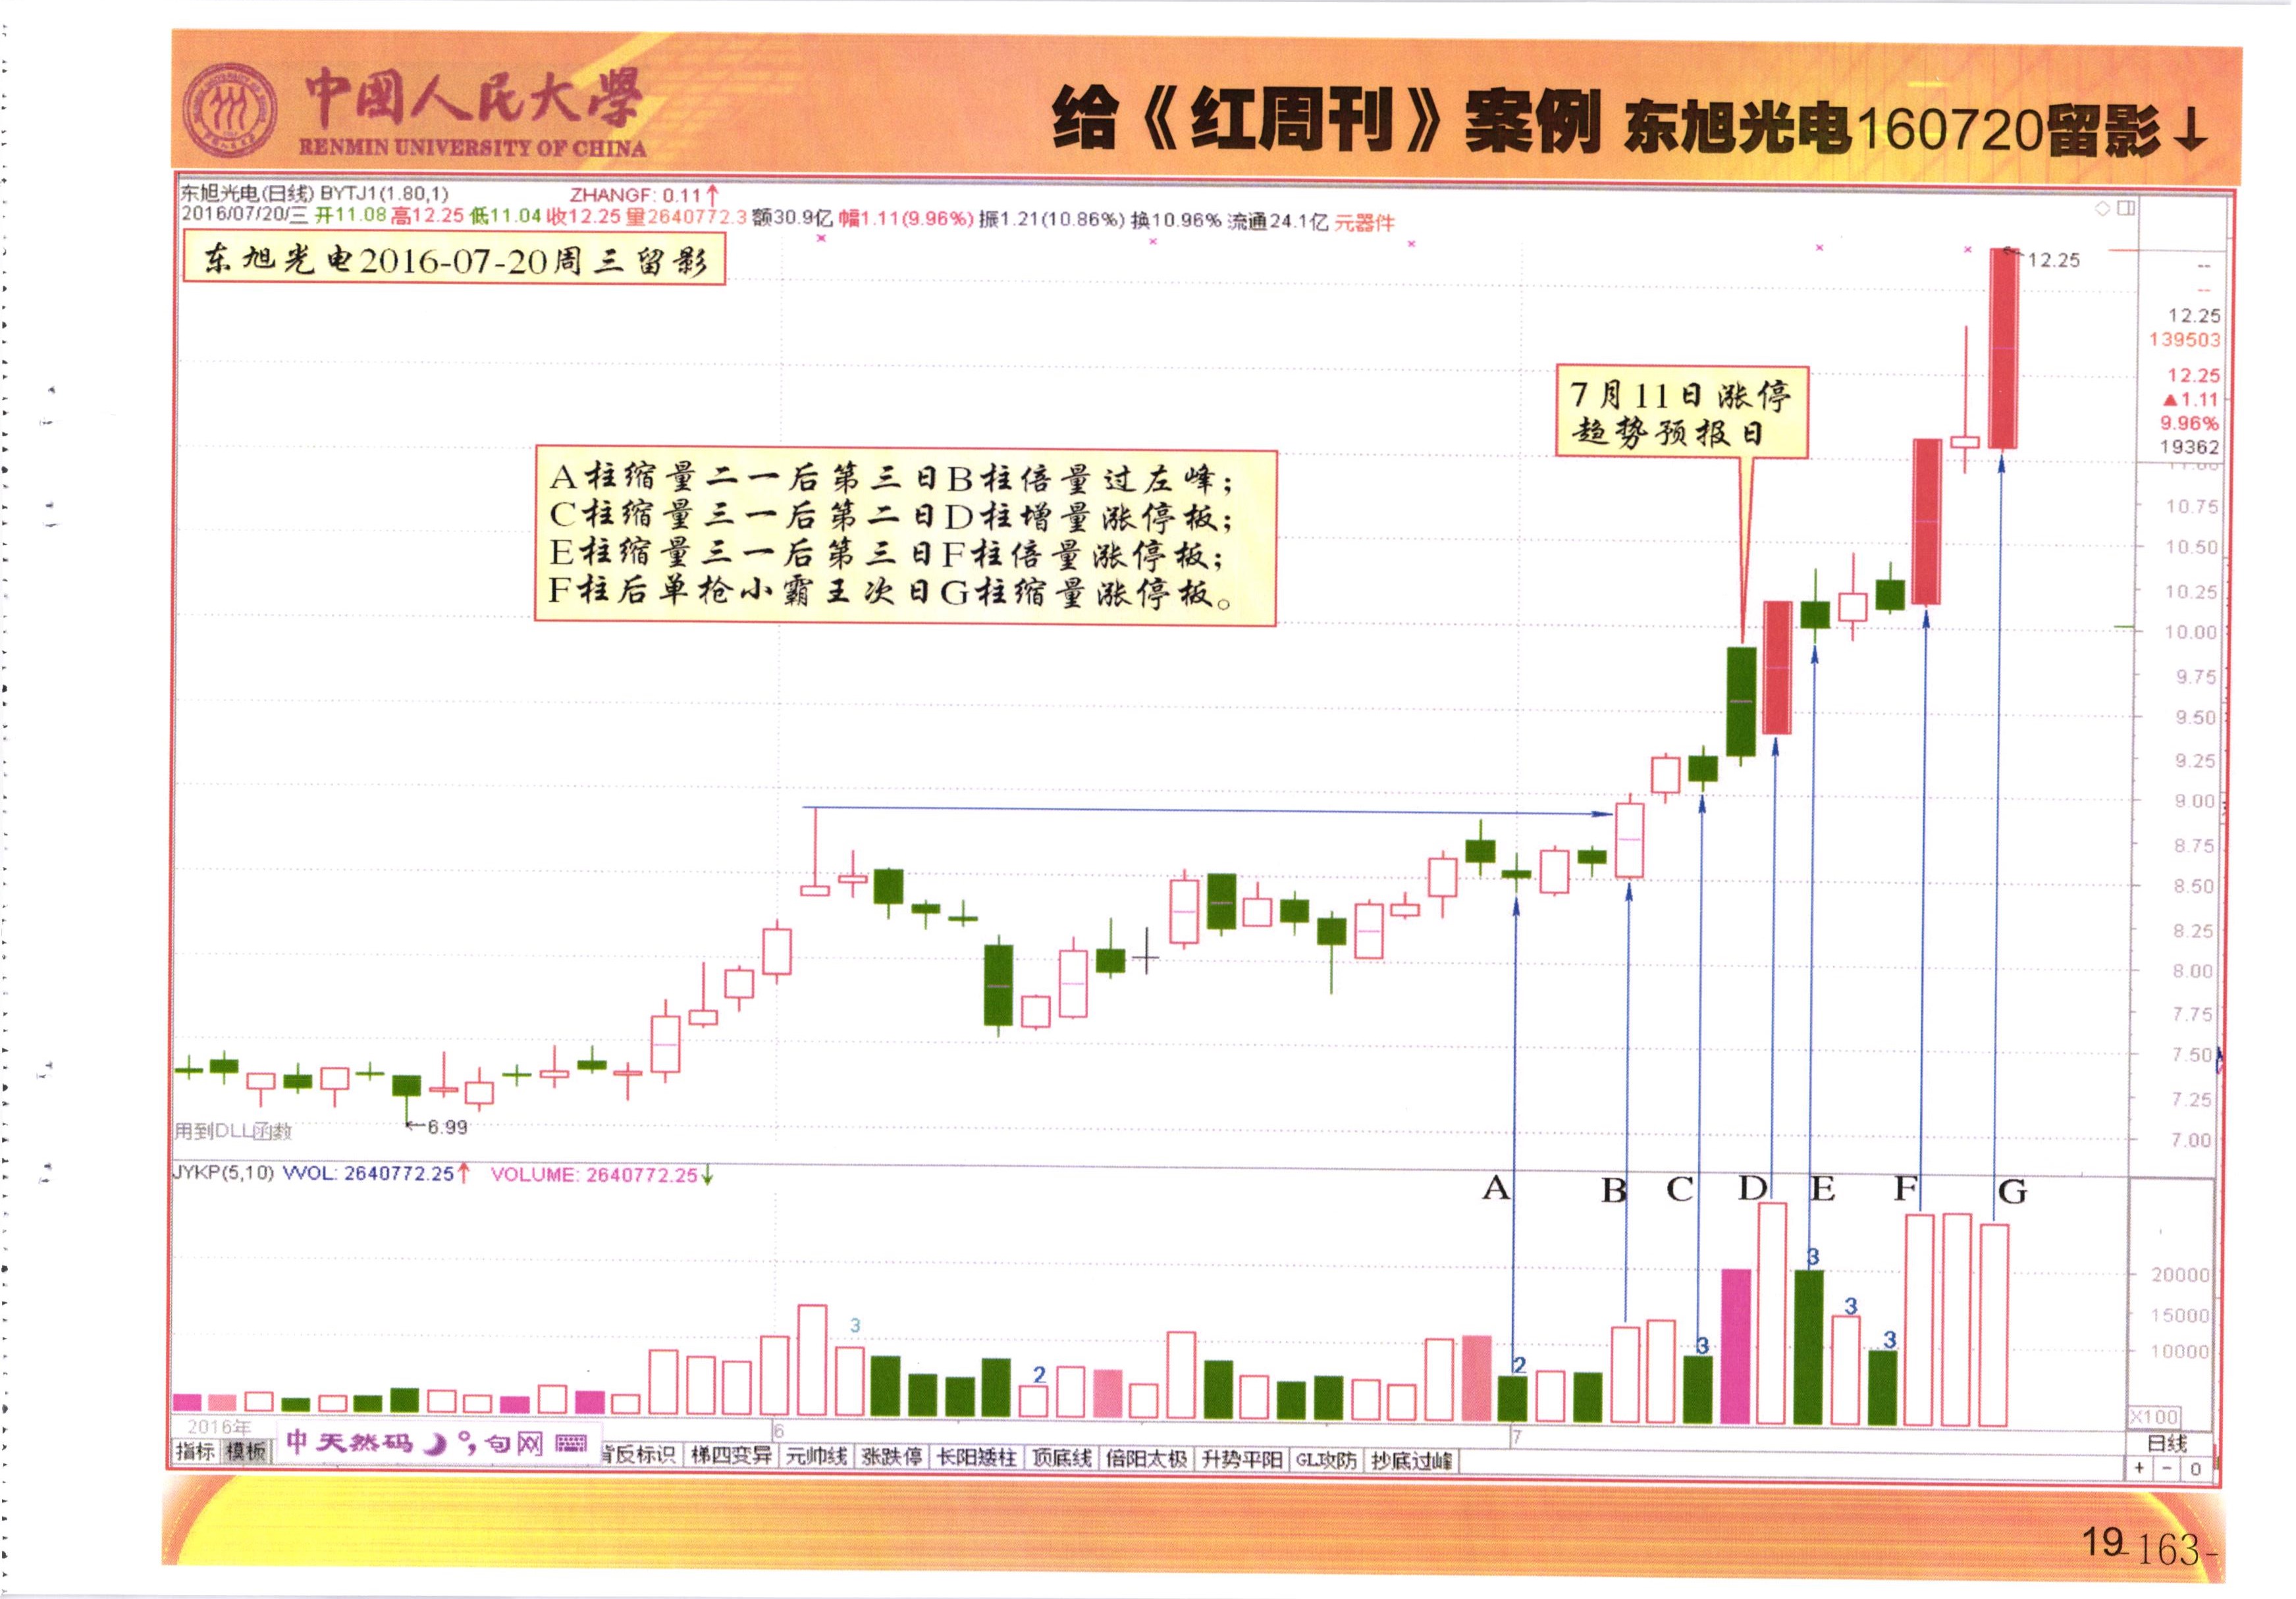 中國人民大學
RENMIN UNIVERSITY OF CHINA
给《红周刊》案例 东旭光电160720留影↓
东旭光电(日线) BYTJ1(1.80,1) ZHANGF: 0.11↑
2016/07/20/三 开11.08 高12.25 低11.04 收12.25 量2640772.3 额30.9亿 幅1.11(9.96%) 振1.21(10.86%) 换10.96% 流通24.1亿 元器件
东旭光电2016-07-20周三留影
12.25
--
--
12.25
139503
12.25
▲1.11
9.96%
19362
7月11日涨停
趋势预报日
A柱缩量二一后第三日B柱倍量过左峰；
C柱缩量三一后第二日D柱增量涨停板；
E柱缩量三一后第三日F柱倍量涨停板；
F柱后单枪小霸王次日G柱缩量涨停板。
10.75
10.50
10.25
10.00
9.75
9.50
9.25
9.00
8.75
8.50
8.25
8.00
7.75
7.50
7.25
7.00
←6.99
用到DLL函数
JYKP(5,10) VVOL: 2640772.25↑ VOLUME: 2640772.25↓
A B C D E F G
3
3
3
3
3
2
2
20000
15000
10000
X100
2016年
6
7
日线
指标 模板 中天然码 句网 背反标识 梯四变异 元帅线 涨跌停 长阳矮柱 顶底线 倍阳太极 升势平阳 GLJ攻防 抄底过峰
+ - 0
19
-163-